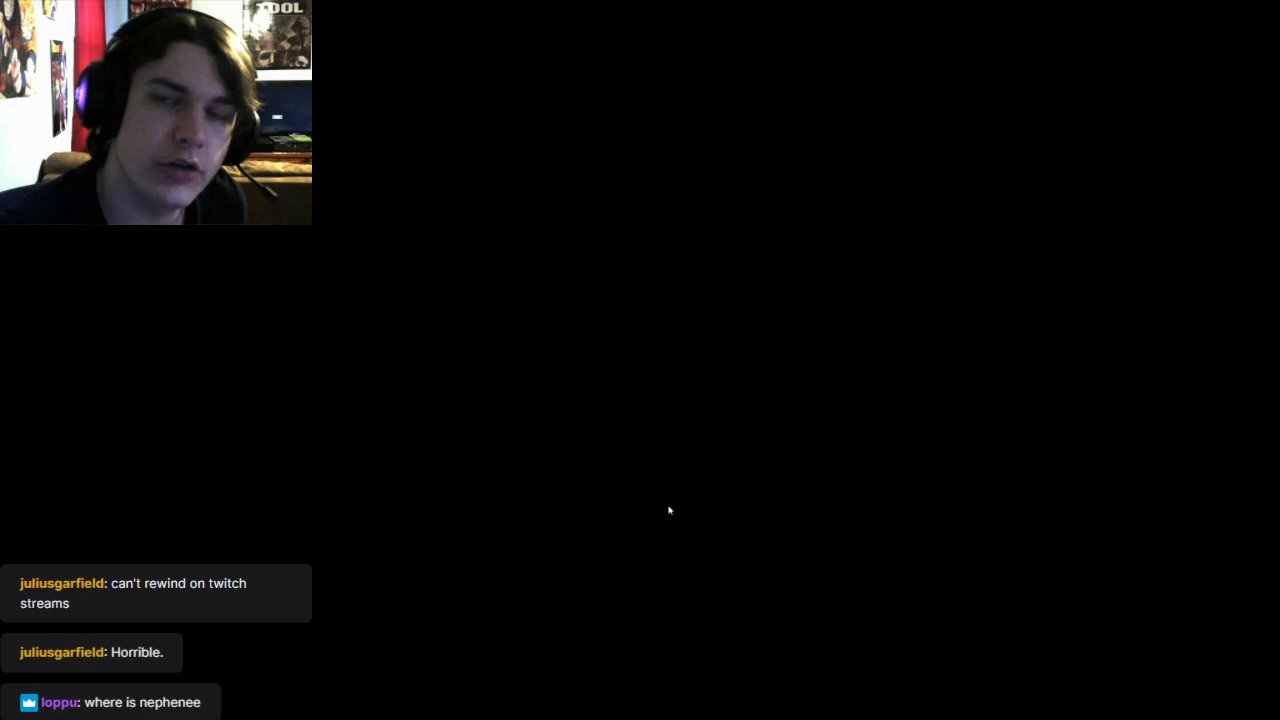 TOOL
juliusgarfield: can't rewind on twitch
streams
juliusgarfield: Horrible.
loppu: where is nephenee